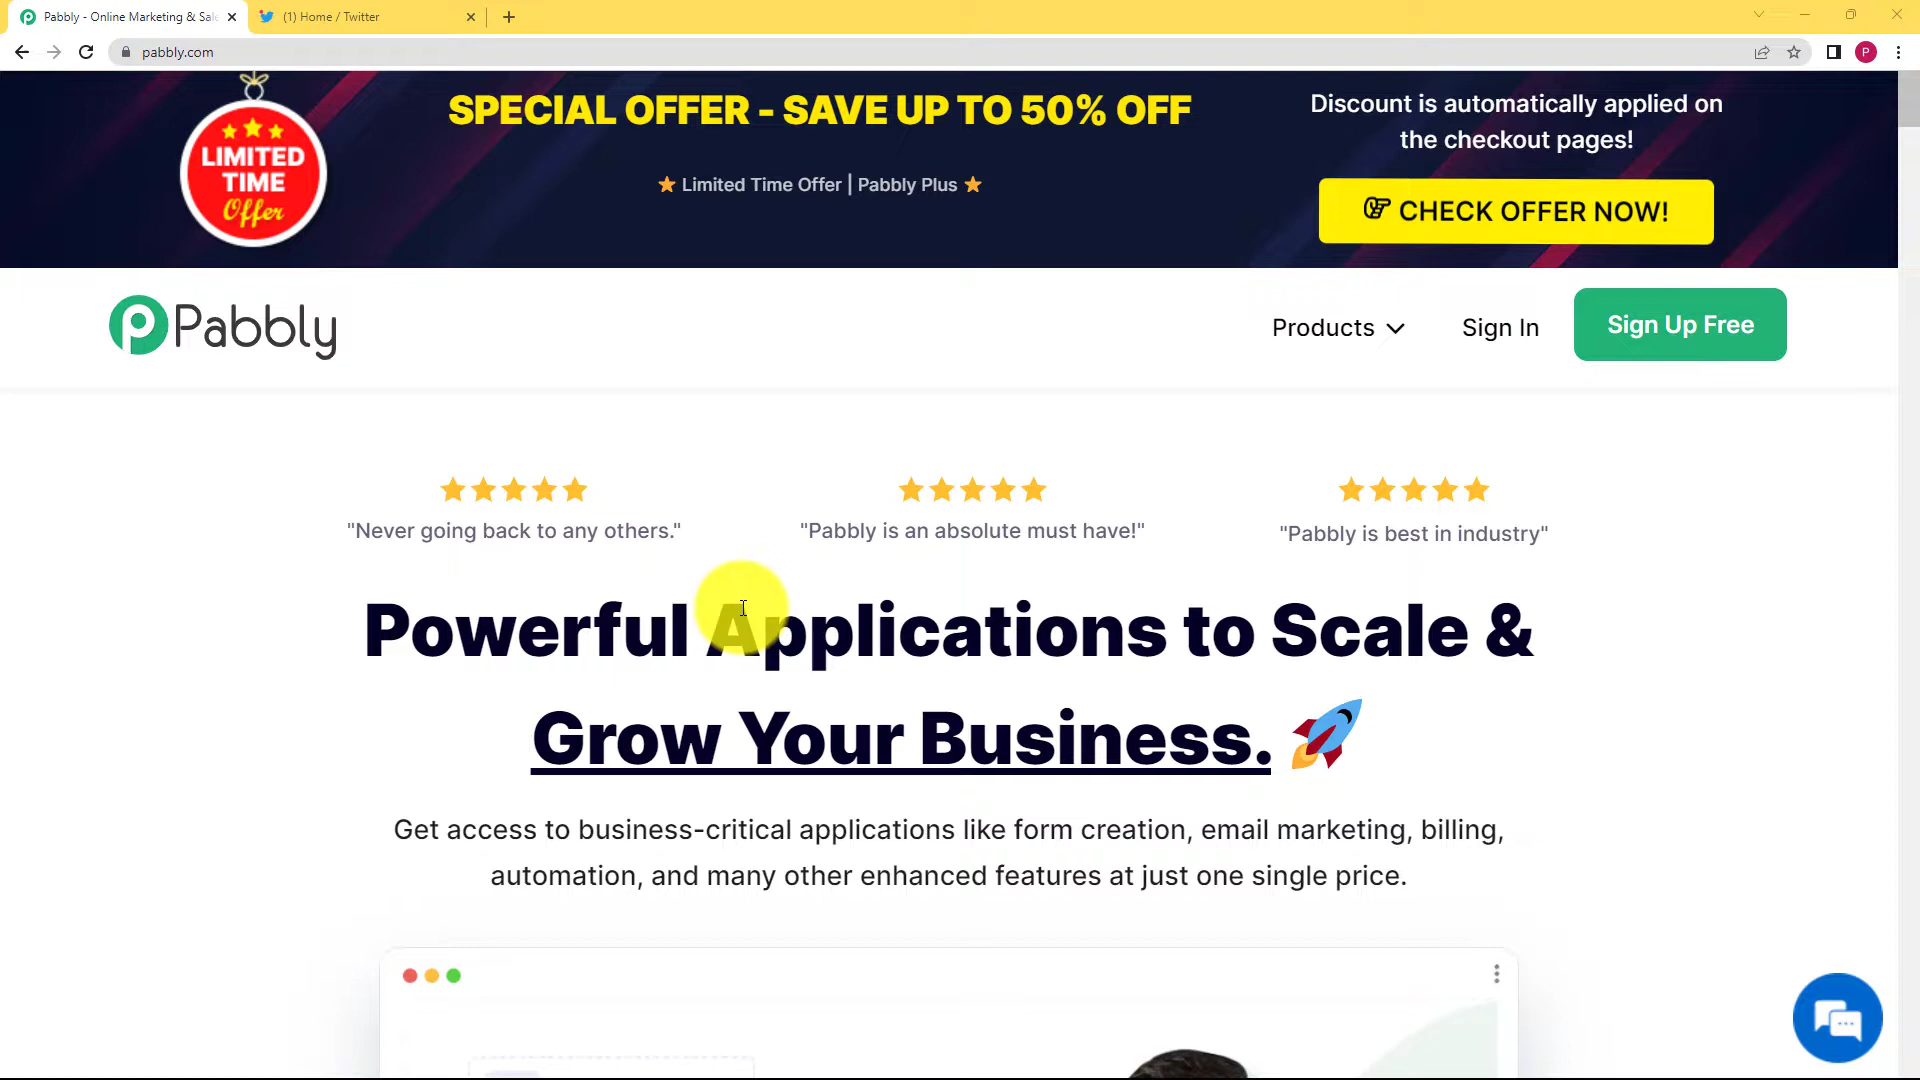 Pabbly - Online Marketing & Sal
(1) Home / Twitter
pabbly.com
P
LIMITED
TIME
Offer
SPECIAL OFFER - SAVE UP TO 50% OFF
Limited Time Offer | Pabbly Plus
Discount is automatically applied on
the checkout pages!
CHECK OFFER NOW!
Pabbly
Products
Sign In
Sign Up Free
"Never going back to any others."
"Pabbly is an absolute must have!"
"Pabbly is best in industry"
Powerful Applications to Scale &
Grow Your Business.
Get access to business-critical applications like form creation, email marketing, billing,
automation, and many other enhanced features at just one single price.